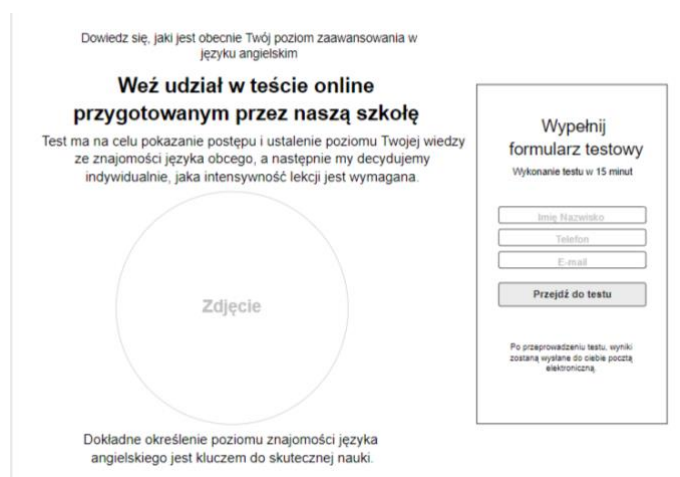 Dowiedz się, jaki jest obecnie Twój poziom zaawansowania w
języku angielskim
Weź udział w teście online
przygotowanym przez naszą szkołę
Test ma na celu pokazanie postępu i ustalenie poziomu Twojej wiedzy
ze znajomości języka obcego, a następnie my decydujemy
indywidualnie, jaka intensywność lekcji jest wymagana.
Zdjęcie
Dokładne określenie poziomu znajomości języka
angielskiego jest kluczem do skutecznej nauki.
Wypełnij
formularz testowy
Wykonanie testu w 15 minut
Imię Nazwisko
Telefon
E-mail
Przejdź do testu
Po przeprowadzeniu testu, wyniki
zostaną wysłane do ciebie pocztą
elektroniczną.